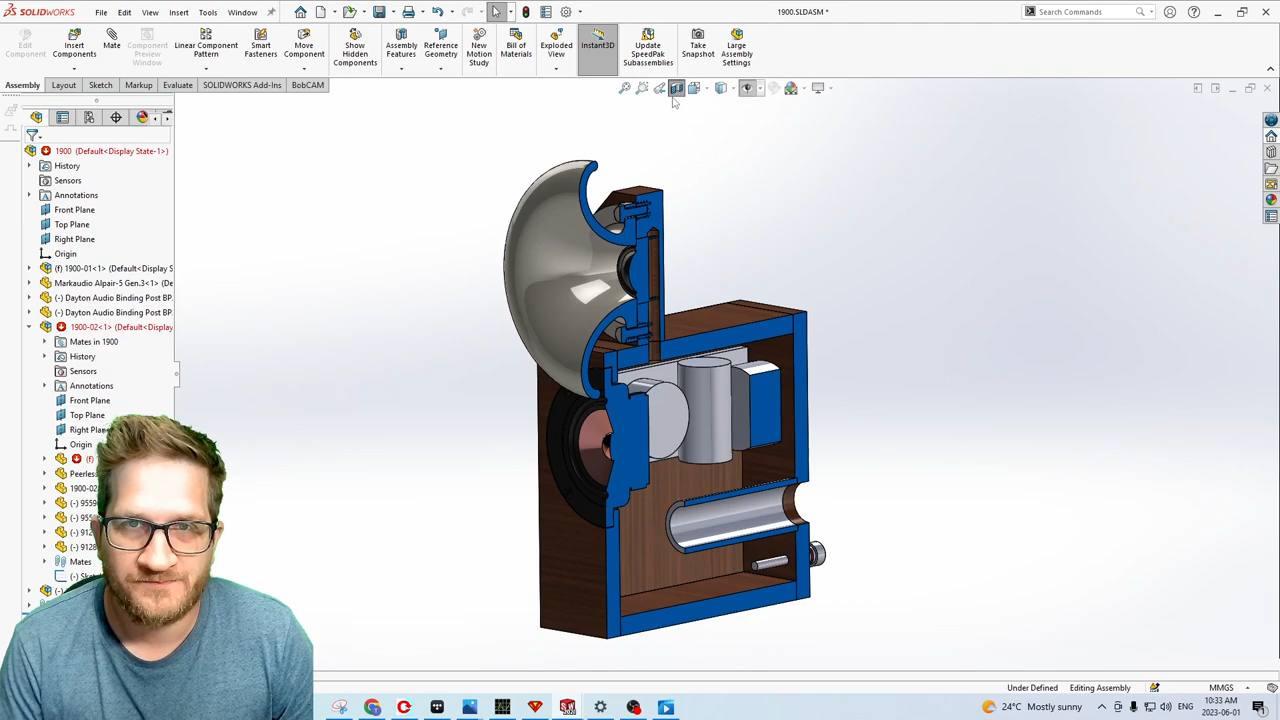 SOLIDWORKS File Edit View Insert Tools Window 1900.SLDASM * Search Commands
Edit Component
Insert Components
Mate
Component Preview Window
Linear Component Pattern
Smart Fasteners
Move Component
Show Hidden Components
Assembly Features
Reference Geometry
New Motion Study
Bill of Materials
Exploded View
Instant3D
Update SpeedPak Subassemblies
Take Snapshot
Large Assembly Settings
Assembly Layout Sketch Markup Evaluate SOLIDWORKS Add-Ins BobCAM
1900 (Default<Display State-1>)
History
Sensors
Annotations
Front Plane
Top Plane
Right Plane
Origin
(f) 1900-01<1> (Default<Display S
Markaudio Alpair-5 Gen.3<1> (Def
(-) Dayton Audio Binding Post BP
(-) Dayton Audio Binding Post BP
1900-02<1> (Default<Display
Mates in 1900
History
Sensors
Annotations
Front Plane
Top Plane
Right Plane
Origin
(f)
Peerless
1900-02
(-) 9559
(-) 955
(-) 912
(-) 9128
Mates
(-) Sk
Under Defined Editing Assembly MMGS
24°C Mostly sunny ENG 10:33 AM
2023-06-01